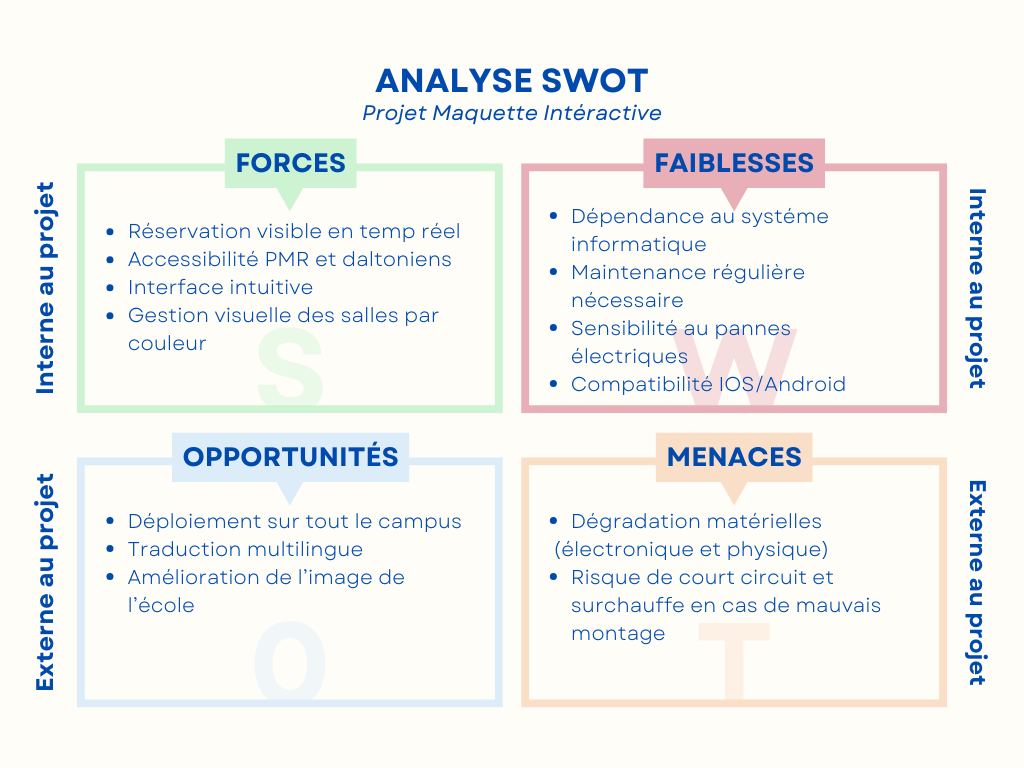 ANALYSE SWOT
Projet Maquette Intéractive
Interne au projet
FORCES
• Réservation visible en temp réel
• Accessibilité PMR et daltoniens
• Interface intuitive
• Gestion visuelle des salles par
couleur
S
FAIBLESSES
• Dépendance au systéme
informatique
• Maintenance régulière
nécessaire
• Sensibilité au pannes
électriques
• Compatibilité IOS/Android
W
Interne au projet
Externe au projet
OPPORTUNITÉS
• Déploiement sur tout le campus
• Traduction multilingue
• Amélioration de l’image de
l’école
O
MENACES
• Dégradation matérielles
(électronique et physique)
• Risque de court circuit et
surchauffe en cas de mauvais
montage
T
Externe au projet